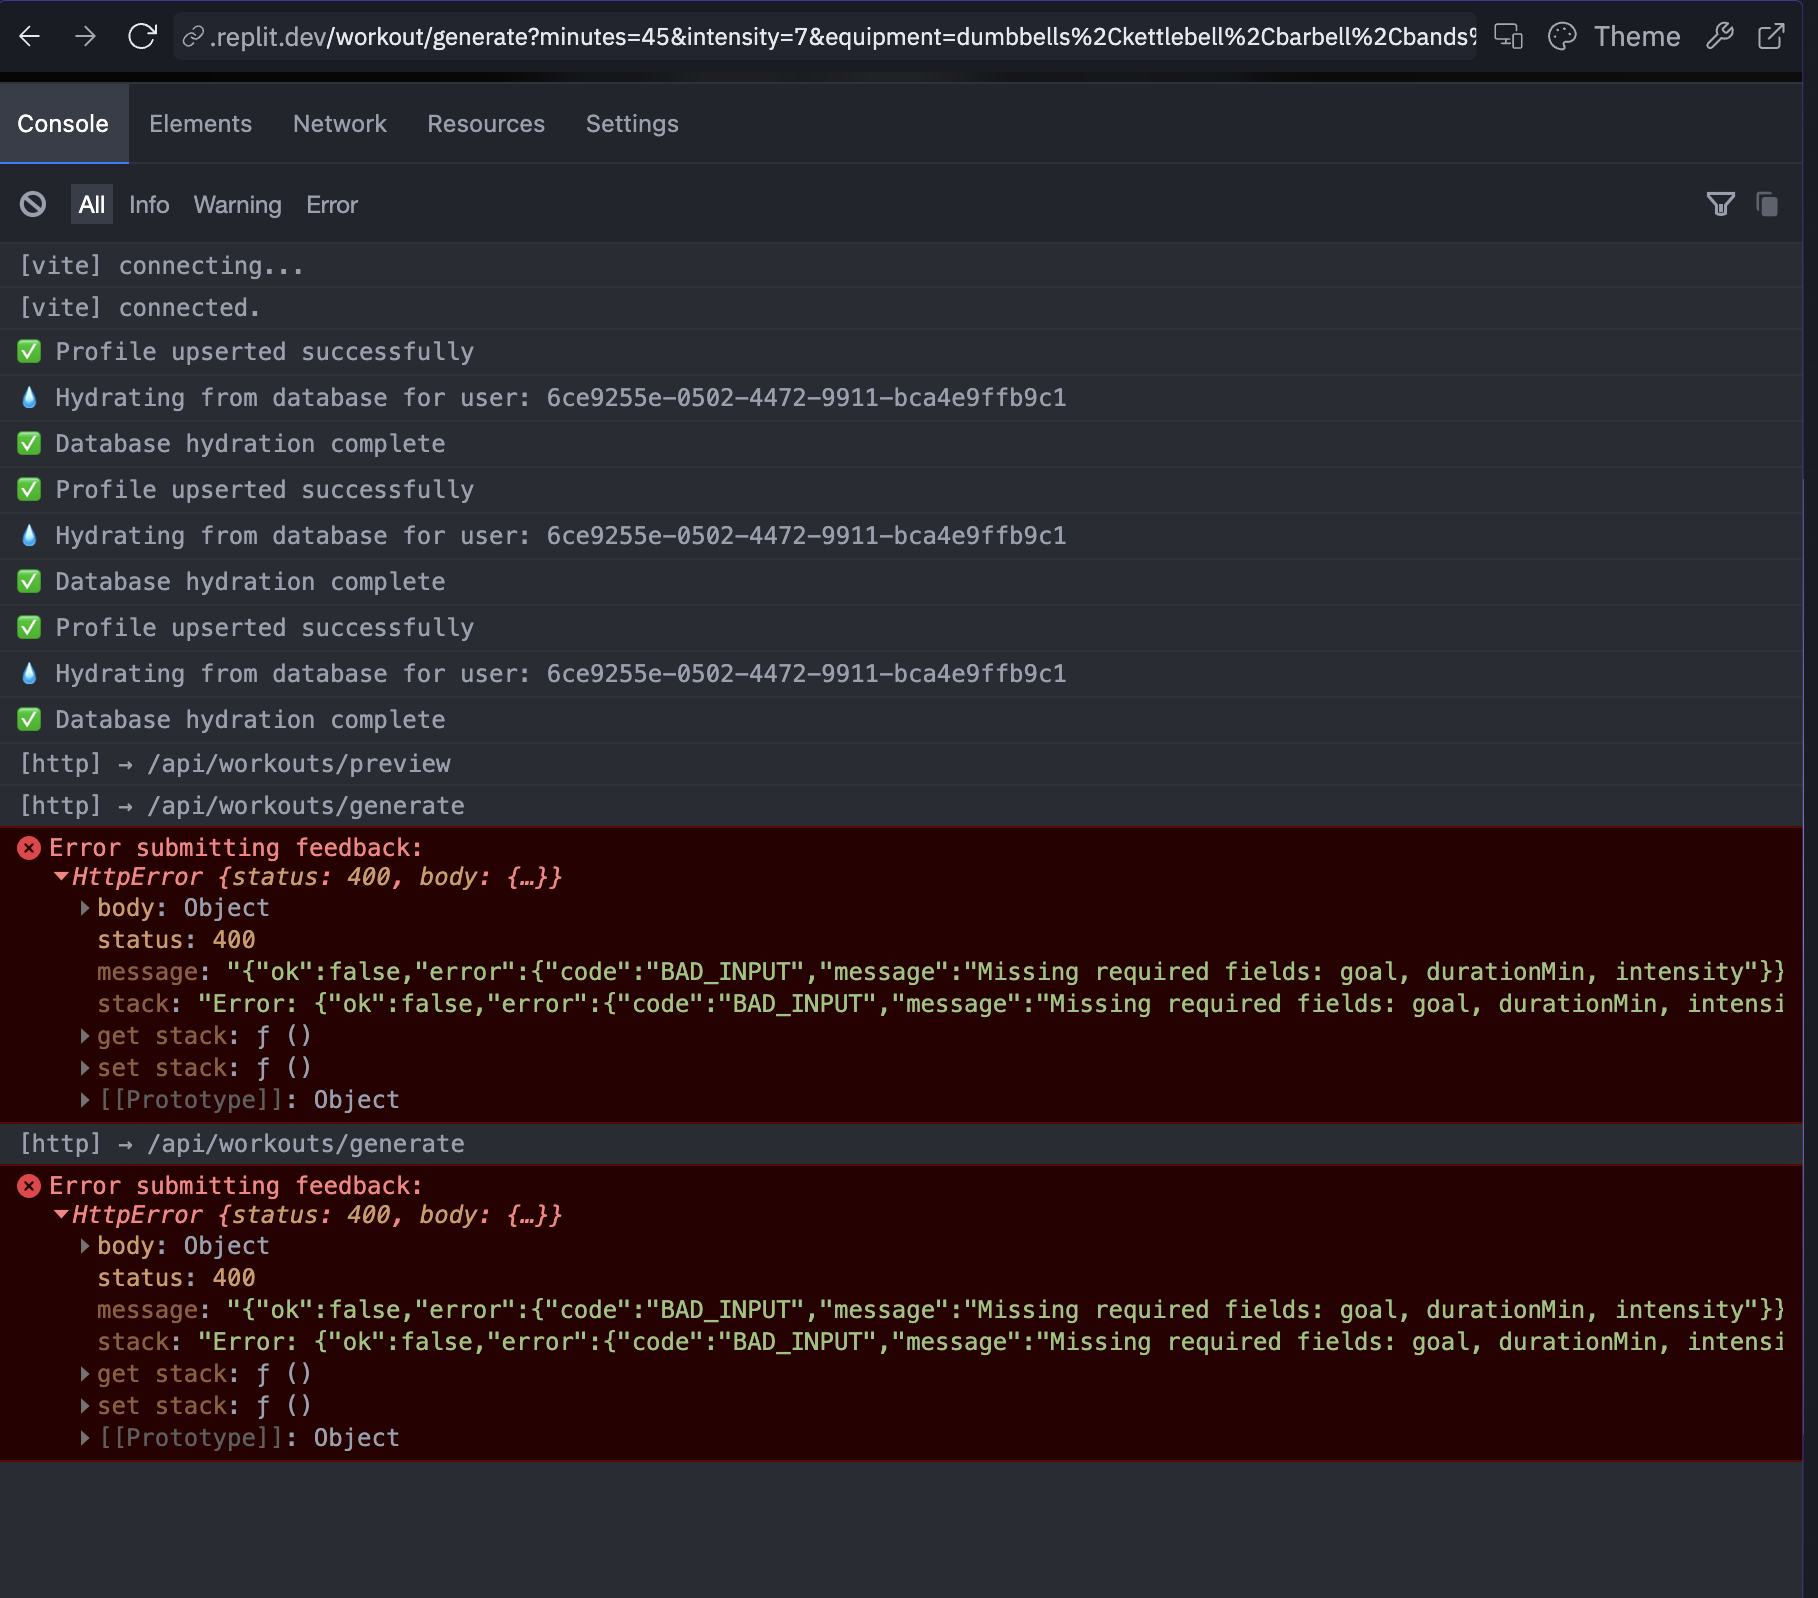 .replit.dev/workout/generate?minutes=45&intensity=7&equipment=dumbbells%2Ckettlebell%2Cbarbell%2Cbands%
Theme
Console Elements Network Resources Settings
All Info Warning Error
[vite] connecting...
[vite] connected.
✅ Profile upserted successfully
💧 Hydrating from database for user: 6ce9255e-0502-4472-9911-bca4e9ffb9c1
✅ Database hydration complete
✅ Profile upserted successfully
💧 Hydrating from database for user: 6ce9255e-0502-4472-9911-bca4e9ffb9c1
✅ Database hydration complete
✅ Profile upserted successfully
💧 Hydrating from database for user: 6ce9255e-0502-4472-9911-bca4e9ffb9c1
✅ Database hydration complete
[http] → /api/workouts/preview
[http] → /api/workouts/generate
Error submitting feedback:
▼HttpError {status: 400, body: {…}}
▶body: Object
status: 400
message: "{"ok":false,"error":{"code":"BAD_INPUT","message":"Missing required fields: goal, durationMin, intensity"}}
stack: "Error: {"ok":false,"error":{"code":"BAD_INPUT","message":"Missing required fields: goal, durationMin, intensi
▶get stack: ƒ ()
▶set stack: ƒ ()
▶[[Prototype]]: Object
[http] → /api/workouts/generate
Error submitting feedback:
▼HttpError {status: 400, body: {…}}
▶body: Object
status: 400
message: "{"ok":false,"error":{"code":"BAD_INPUT","message":"Missing required fields: goal, durationMin, intensity"}}
stack: "Error: {"ok":false,"error":{"code":"BAD_INPUT","message":"Missing required fields: goal, durationMin, intensi
▶get stack: ƒ ()
▶set stack: ƒ ()
▶[[Prototype]]: Object